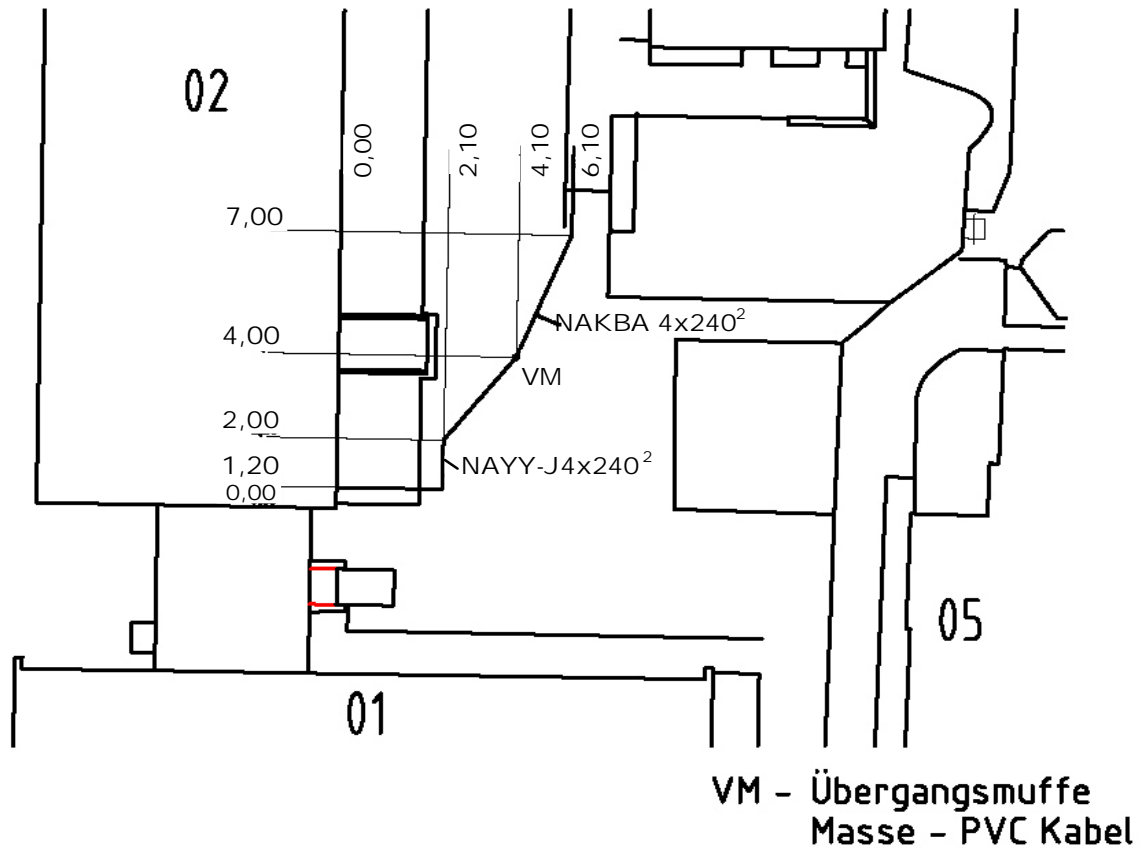 02
0,00
2,10
4,10
6,10
7,00
NAKBA 4x240²
4,00
VM
2,00
1,20
NAYY-J4x240²
0,00
05
01
VM - Übergangsmuffe
Masse - PVC Kabel